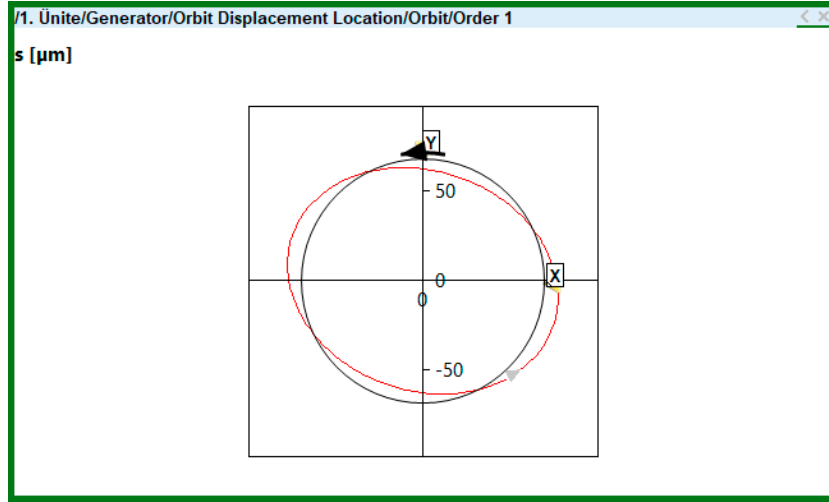 /1. Ünite/Generator/Orbit Displacement Location/Orbit/Order 1
s [µm]
Y
50
X
0
0
-50